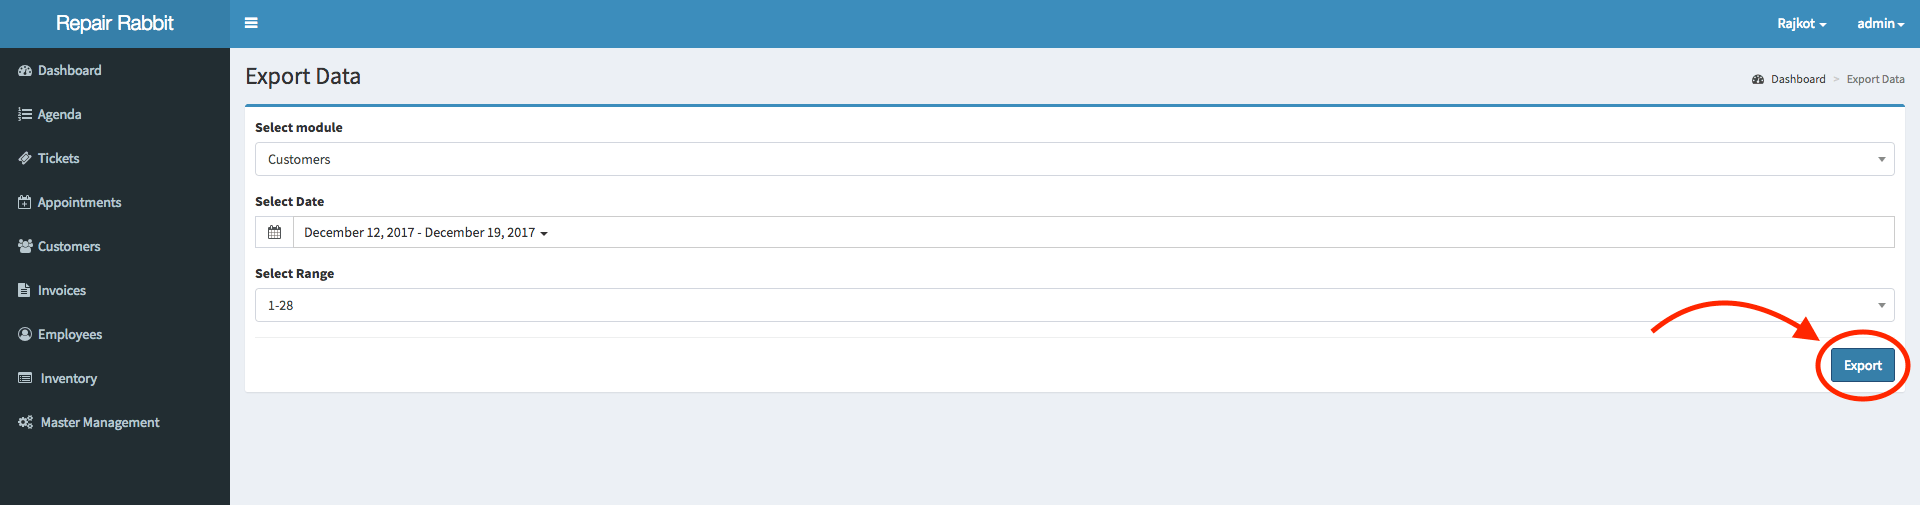 Repair Rabbit
Rajkot
admin
Dashboard
Agenda
Tickets
Appointments
Customers
Invoices
Employees
Inventory
Master Management
Export Data
Dashboard > Export Data
Select module
Customers
Select Date
December 12, 2017 - December 19, 2017
Select Range
1-28
Export